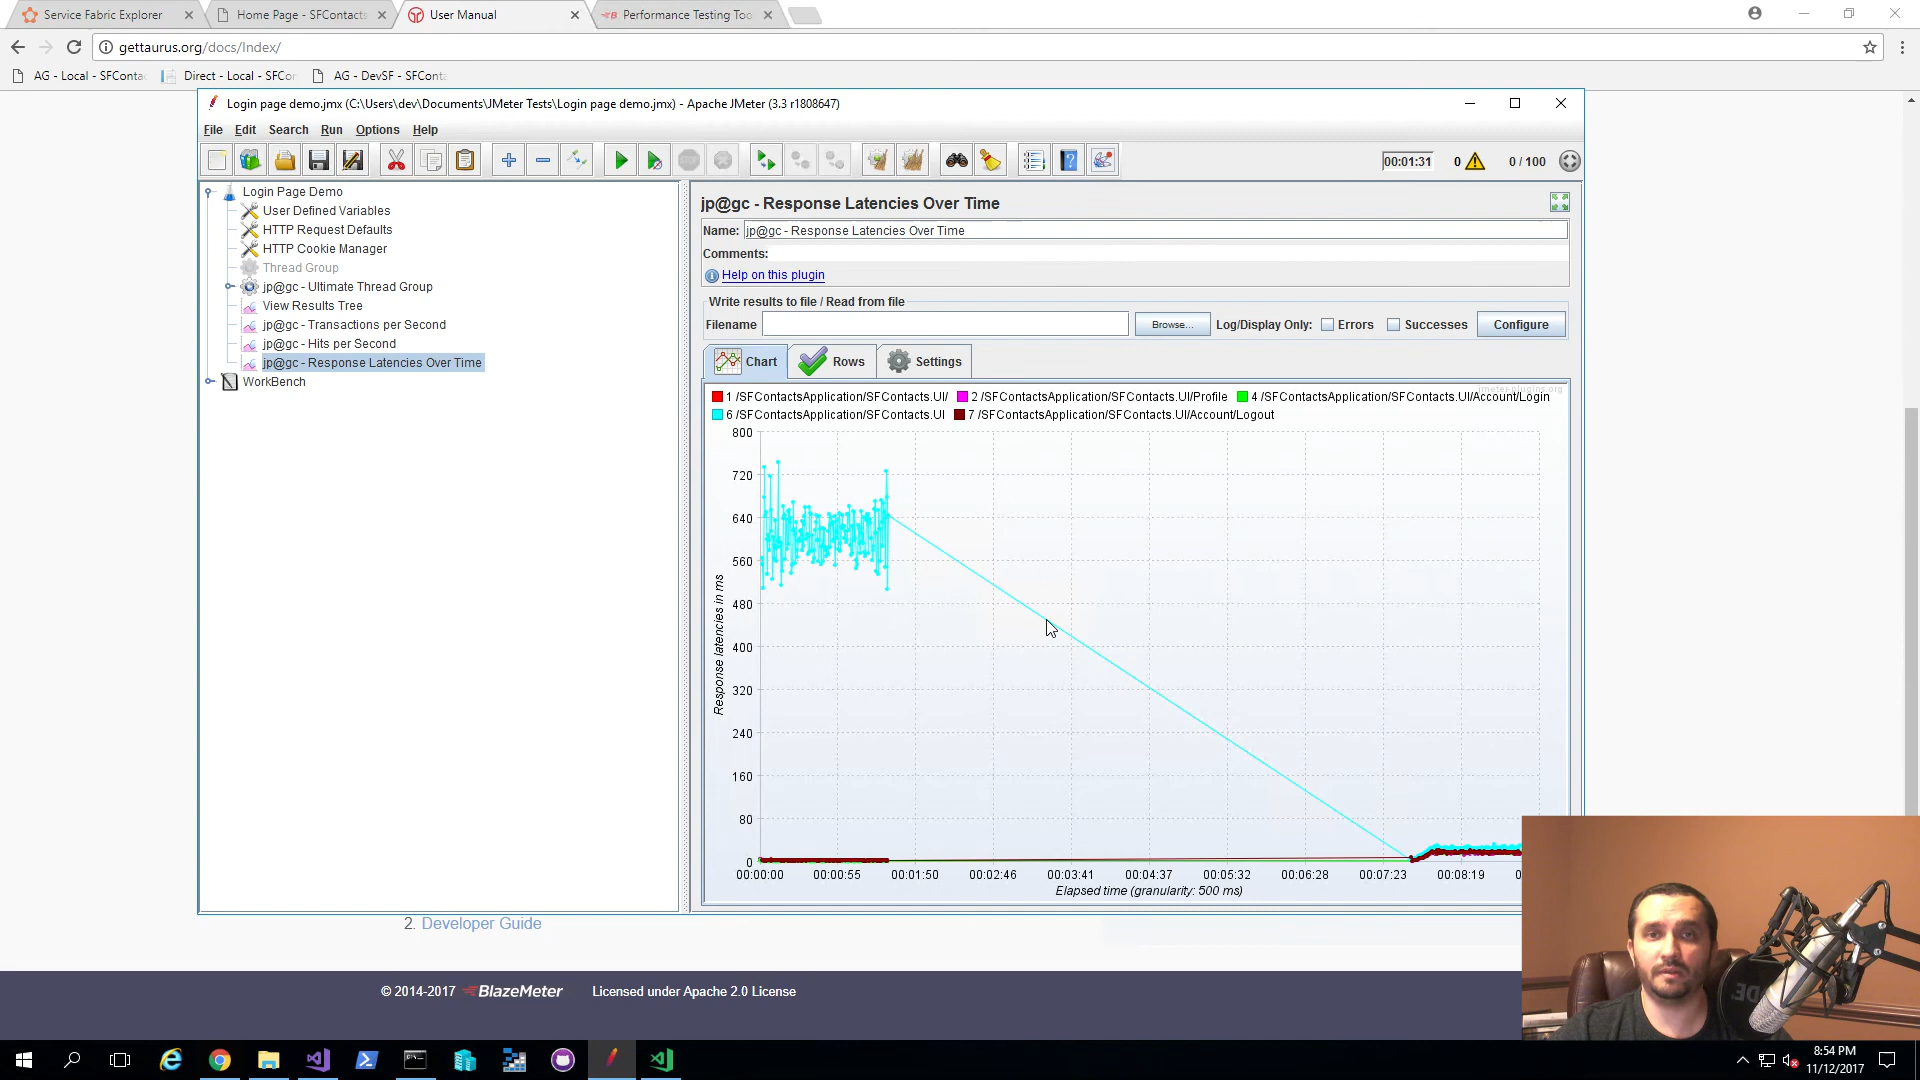 Service Fabric Explorer
Home Page - SFContacts
User Manual
Performance Testing Too
gettaurus.org/docs/Index/
AG - Local - SFConta
Direct - Local - SFCor
AG - DevSF - SFConta
Login page demo.jmx (C:\Users\dev\Documents\JMeter Tests\Login page demo.jmx) - Apache JMeter (3.3 r1808647)
File Edit Search Run Options Help
00:01:31 0 0 / 100
Login Page Demo
User Defined Variables
HTTP Request Defaults
HTTP Cookie Manager
Thread Group
jp@gc - Ultimate Thread Group
View Results Tree
jp@gc - Transactions per Second
jp@gc - Hits per Second
jp@gc - Response Latencies Over Time
WorkBench
jp@gc - Response Latencies Over Time
Name: jp@gc - Response Latencies Over Time
Comments:
Help on this plugin
Write results to file / Read from file
Filename Browse... Log/Display Only: Errors Successes Configure
Chart Rows Settings
jmeter-plugins.org
1 /SFContactsApplication/SFContacts.UI/ 2 /SFContactsApplication/SFContacts.UI/Profile 4 /SFContactsApplication/SFContacts.UI/Account/Login
6 /SFContactsApplication/SFContacts.UI 7 /SFContactsApplication/SFContacts.UI/Account/Logout
800
720
640
560
480
400
320
240
160
80
0
Response latencies in ms
00:00:00 00:00:55 00:01:50 00:02:46 00:03:41 00:04:37 00:05:32 00:06:28 00:07:23 00:08:19
Elapsed time (granularity: 500 ms)
2. Developer Guide
© 2014-2017 BlazeMeter Licensed under Apache 2.0 License
8:54 PM
11/12/2017